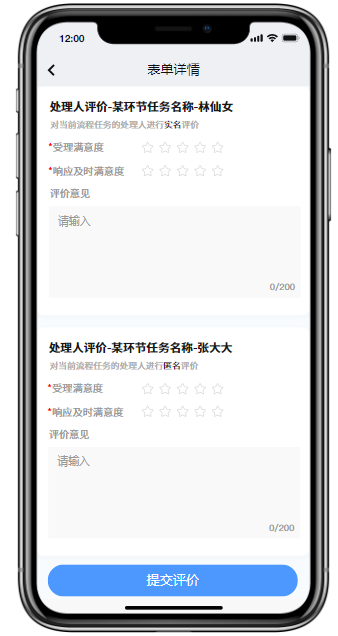 12:00
表单详情
处理人评价-某环节任务名称-林仙女
对当前流程任务的处理人进行实名评价
*受理满意度
*响应及时满意度
评价意见
请输入
0/200
处理人评价-某环节任务名称-张大大
对当前流程任务的处理人进行匿名评价
*受理满意度
*响应及时满意度
评价意见
请输入
0/200
提交评价